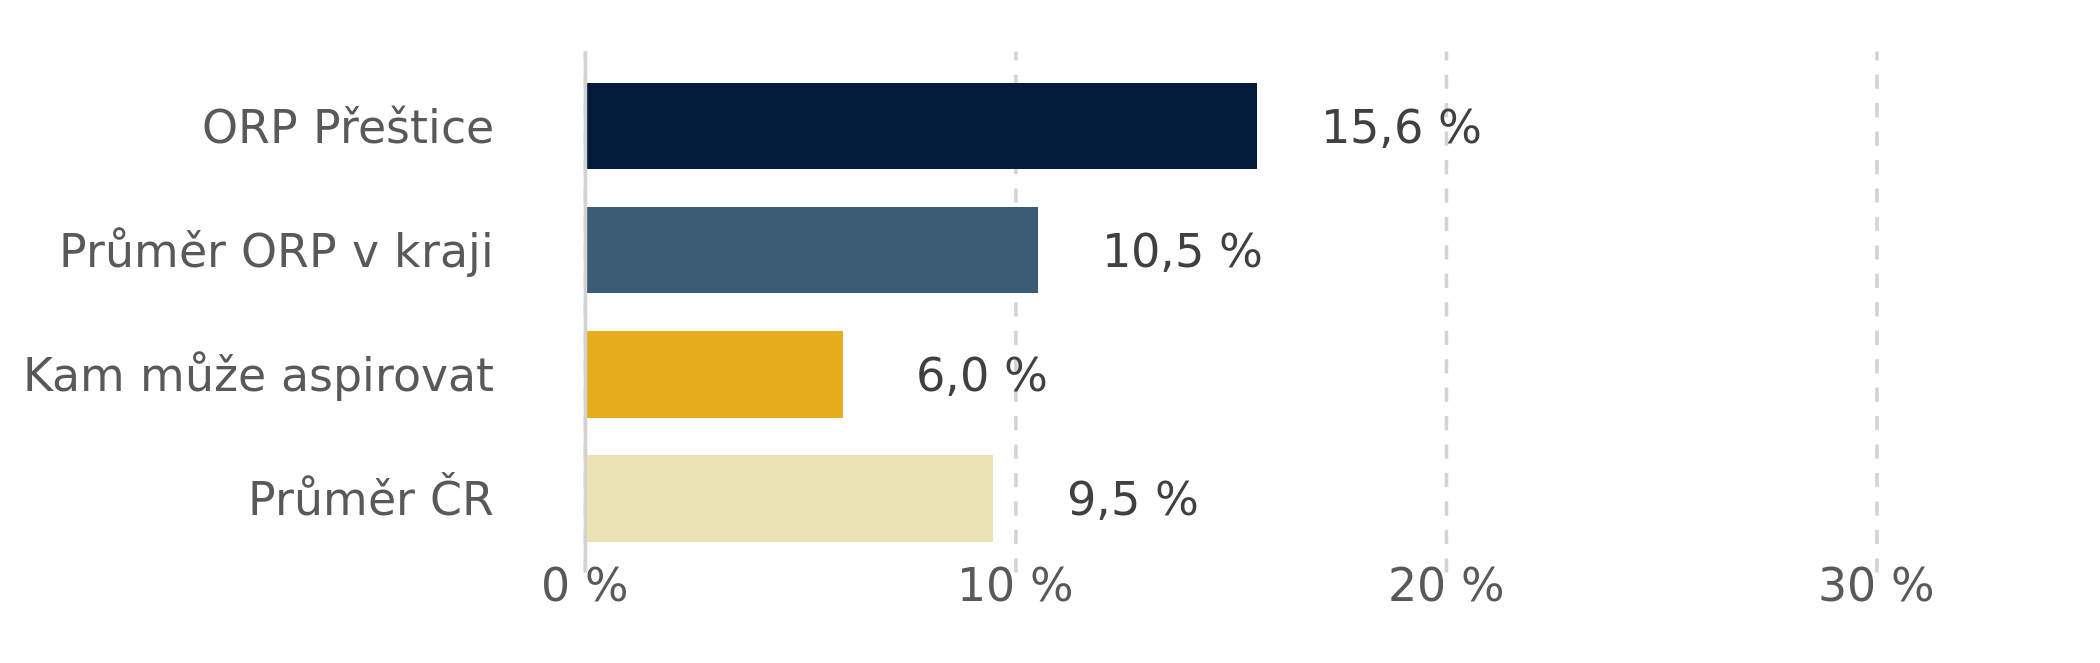 ORP Přeštice
15,6 %
Průměr ORP v kraji
10,5 %
Kam může aspirovat
6,0 %
Průměr ČR
9,5 %
0 %
10 %
20 %
30 %